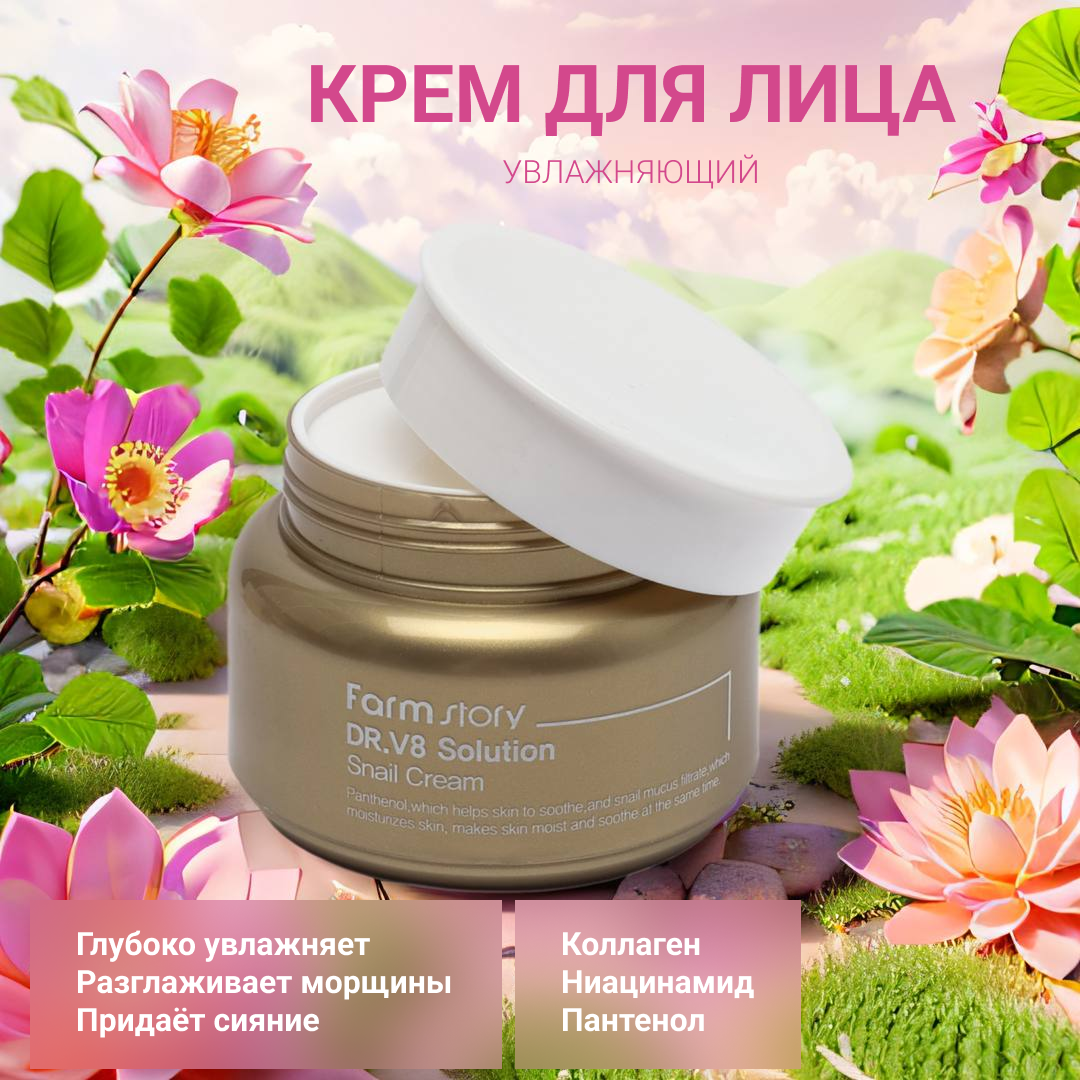 КРЕМ ДЛЯ ЛИЦА
УВЛАЖНЯЮЩИЙ
Farm story
DR.V8 Solution
Snail Cream
Panthenol,which helps skin to soothe,and snail mucus filtrate,which
moisturizes skin, makes skin moist and soothe at the same time.
Глубоко увлажняет
Разглаживает морщины
Придаёт сияние
Коллаген
Ниацинамид
Пантенол